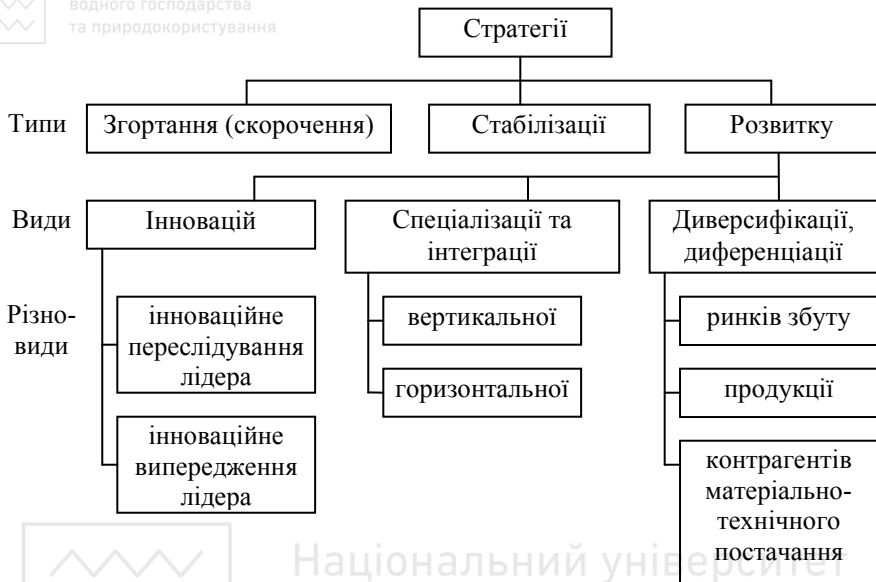 водного господарства
та природокористування
Стратегії
Типи
Згортання (скорочення)
Стабілізації
Розвитку
Види
Інновацій
Спеціалізації та
інтеграції
Диверсифікації,
диференціації
Різно-
види
інноваційне
переслідування
лідера
вертикальної
ринків збуту
горизонтальної
продукції
інноваційне
випередження
лідера
контрагентів
матеріально-
технічного
постачання
Національний університет